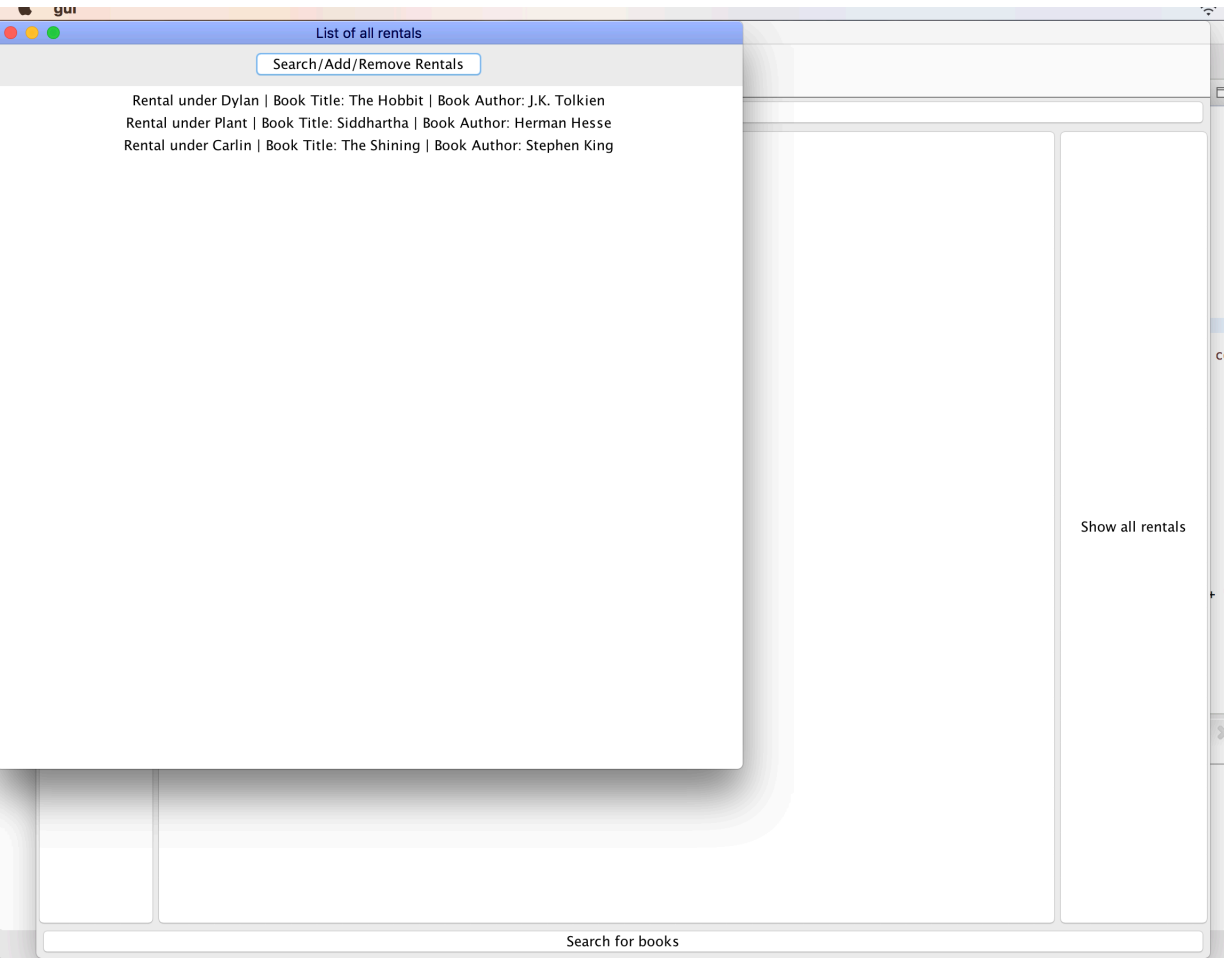 gui
List of all rentals
Search/Add/Remove Rentals
Rental under Dylan | Book Title: The Hobbit | Book Author: J.K. Tolkien
Rental under Plant | Book Title: Siddhartha | Book Author: Herman Hesse
Rental under Carlin | Book Title: The Shining | Book Author: Stephen King
Show all rentals
Search for books